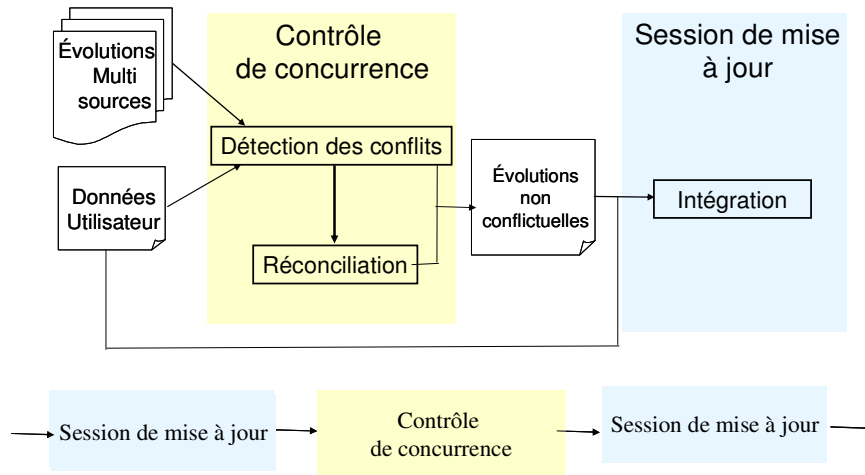 Évolutions
Multi
sources
Contrôle
de concurrence
Session de mise
à jour
Détection des conflits
Données
Utilisateur
Évolutions
non
conflictuelles
Intégration
Réconciliation
Session de mise à jour
Contrôle
de concurrence
Session de mise à jour